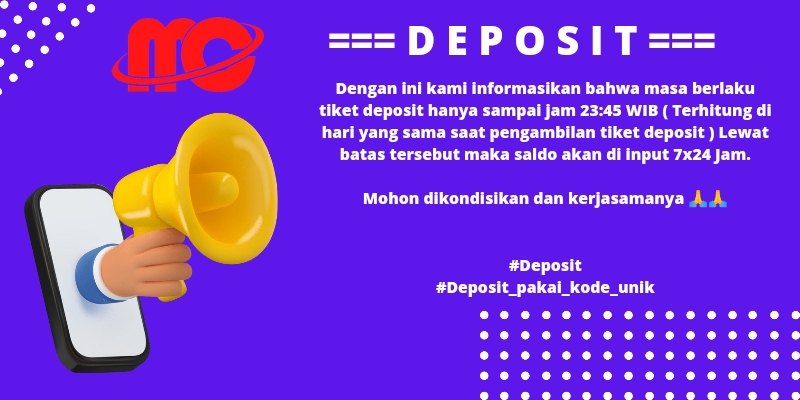 MC
=== D E P O S I T ===
Dengan ini kami informasikan bahwa masa berlaku
tiket deposit hanya sampai jam 23:45 WIB ( Terhitung di
hari yang sama saat pengambilan tiket deposit ) Lewat
batas tersebut maka saldo akan di input 7x24 Jam.
Mohon dikondisikan dan kerjasamanya 🙏🙏
#Deposit
#Deposit_pakai_kode_unik